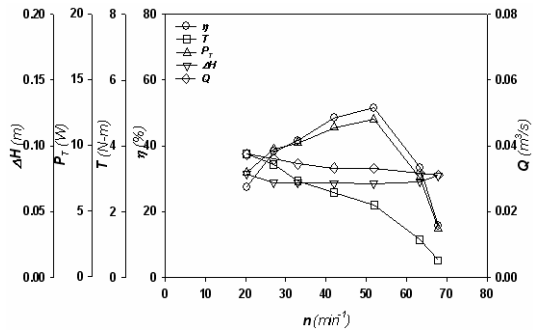 0.20 20 8 80% 0.08
η
T
P_T
ΔH
Q
0.15 15 6 60 0.06
0.10 10 4 40 0.04
0.05 5 2 20 0.02
0.00 0 0 0 0.00
ΔH (m)
P_T (W)
T (N-m)
η (%)
Q (m³/s)
0 10 20 30 40 50 60 70 80
n (min⁻¹)